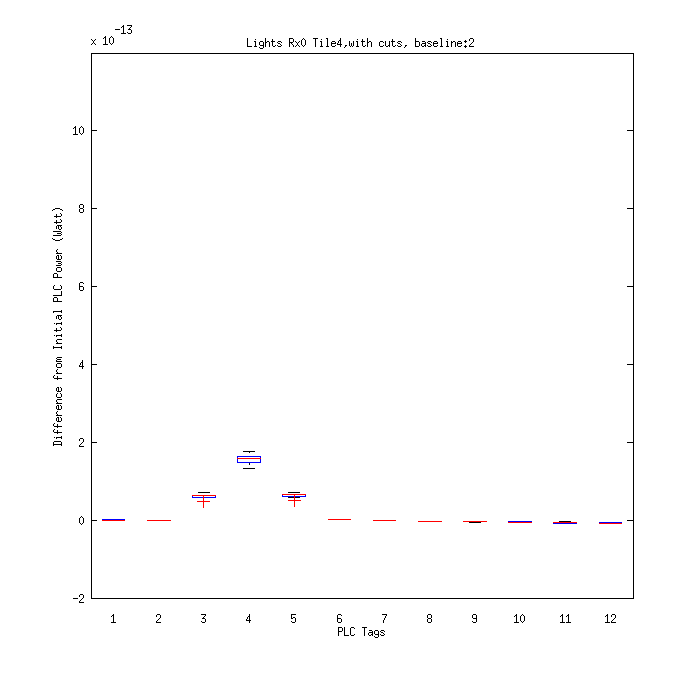 x 10
-13
Lights Rx0 Tile4,with cuts, baseline:2
Difference from Initial PLC Power (Watt)
10
8
6
4
2
0
-2
1 2 3 4 5 6 7 8 9 10 11 12
PLC Tags